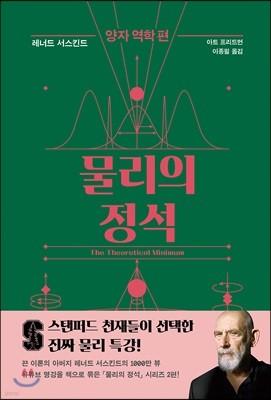 양자 역학 편
레너드 서스킨드
아트 프리드먼
이종필 옮김
물리의
정석
The Theoretical Minimum
스탠퍼드 천재들이 선택한
진짜 물리 특강!
끈 이론의 아버지 레너드 서스킨드의 1000만 뷰
유튜브 명강을 책으로 묶은 「물리의 정석」 시리즈 2편!